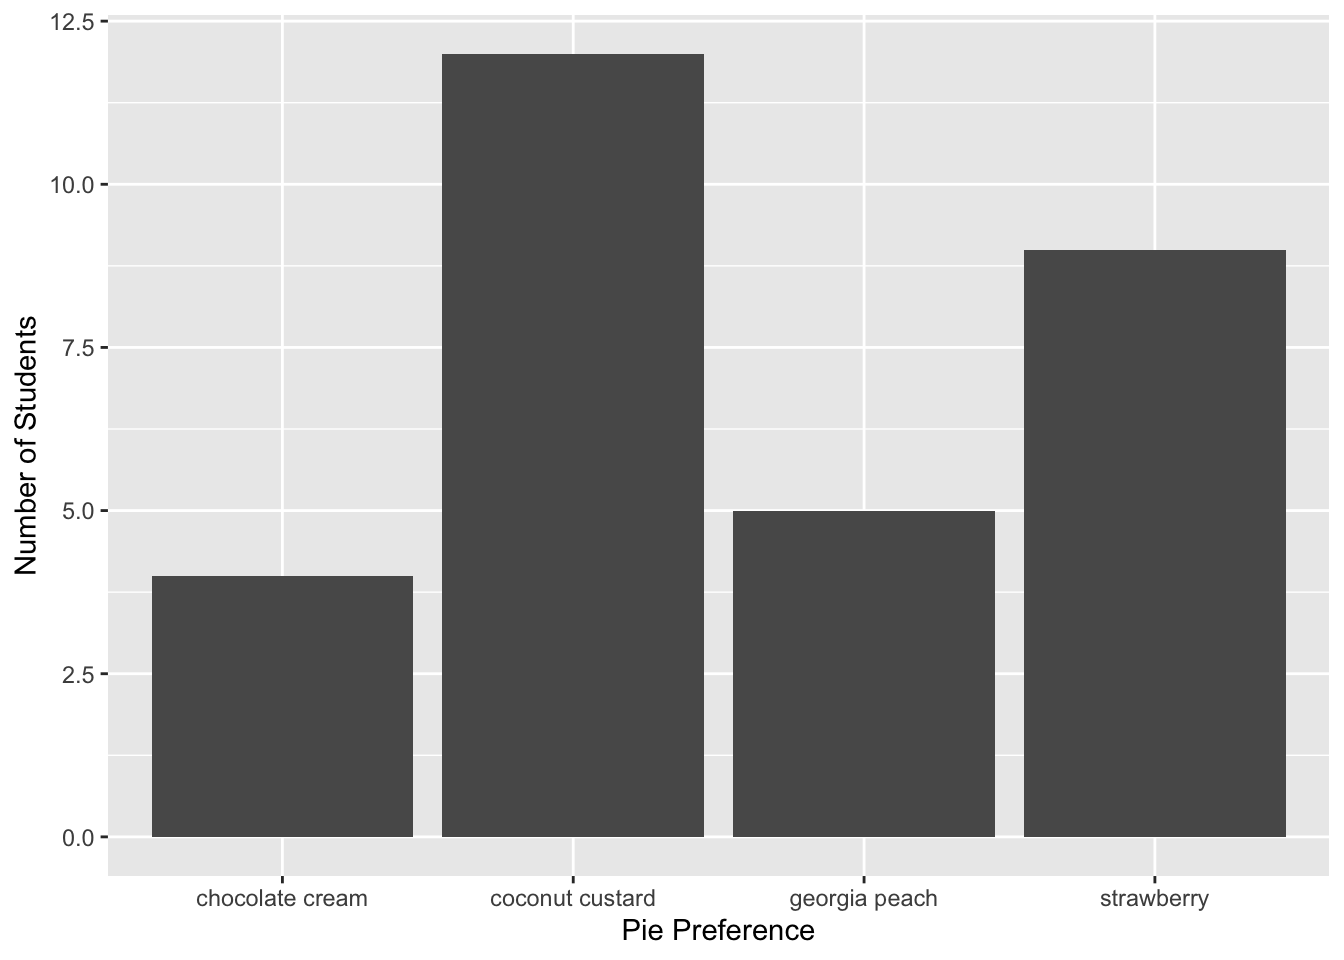 12.5
10.0
7.5
5.0
2.5
0.0
Number of Students
chocolate cream
coconut custard
georgia peach
strawberry
Pie Preference